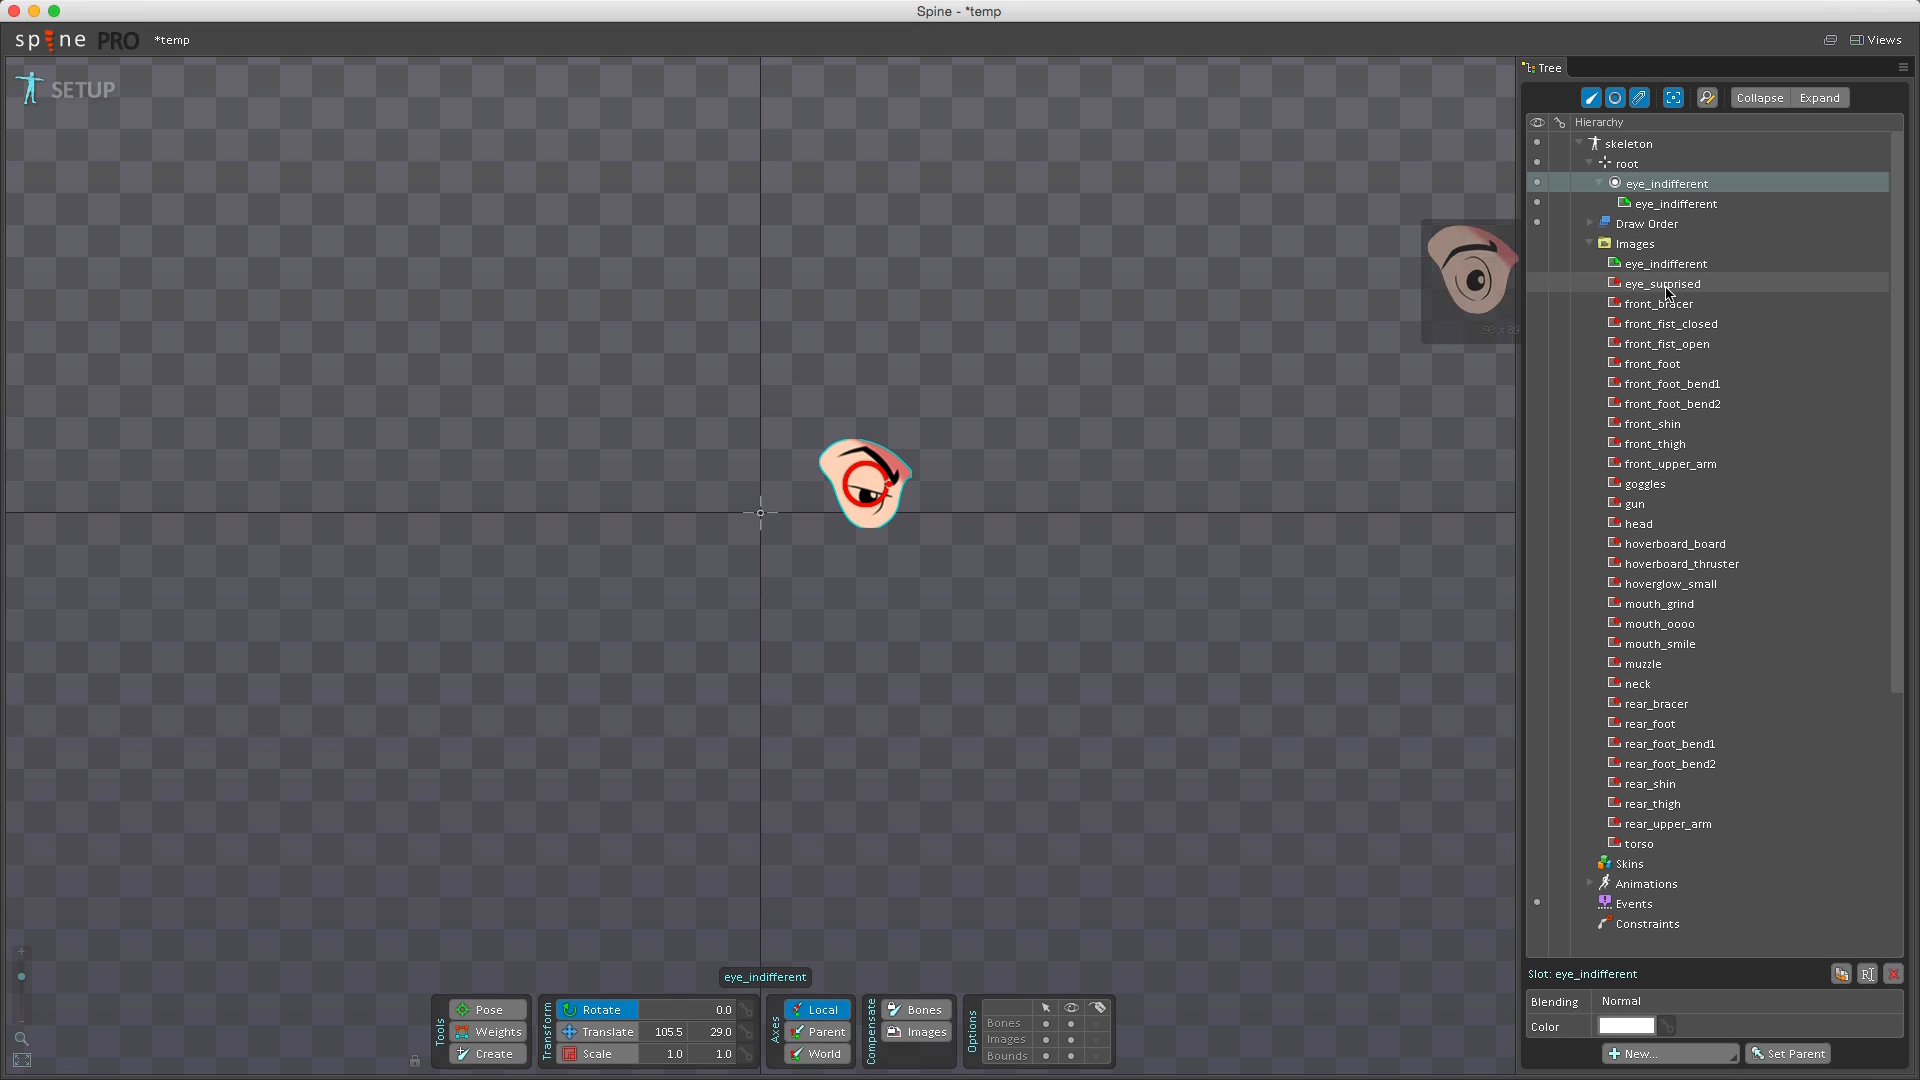 Spine - *temp
spine PRO *temp Views
SETUP
Tree
Collapse Expand
Hierarchy
skeleton
root
eye_indifferent
eye_indifferent
Draw Order
Images
eye_indifferent
eye_surprised
front_bracer
front_fist_closed
front_fist_open
front_foot
front_foot_bend1
front_foot_bend2
front_shin
front_thigh
front_upper_arm
goggles
gun
head
hoverboard_board
hoverboard_thruster
hoverglow_small
mouth_grind
mouth_oooo
mouth_smile
muzzle
neck
rear_bracer
rear_foot
rear_foot_bend1
rear_foot_bend2
rear_shin
rear_thigh
rear_upper_arm
torso
Skins
Animations
Events
Constraints
93 x 89
Slot: eye_indifferent
Blending Normal
Color
New... Set Parent
eye_indifferent
Tools
Pose
Weights
Create
Transform
Rotate 0.0
Translate 105.5 29.0
Scale 1.0 1.0
Axes
Local
Parent
World
Compensate
Bones
Images
Options
Bones
Images
Bounds